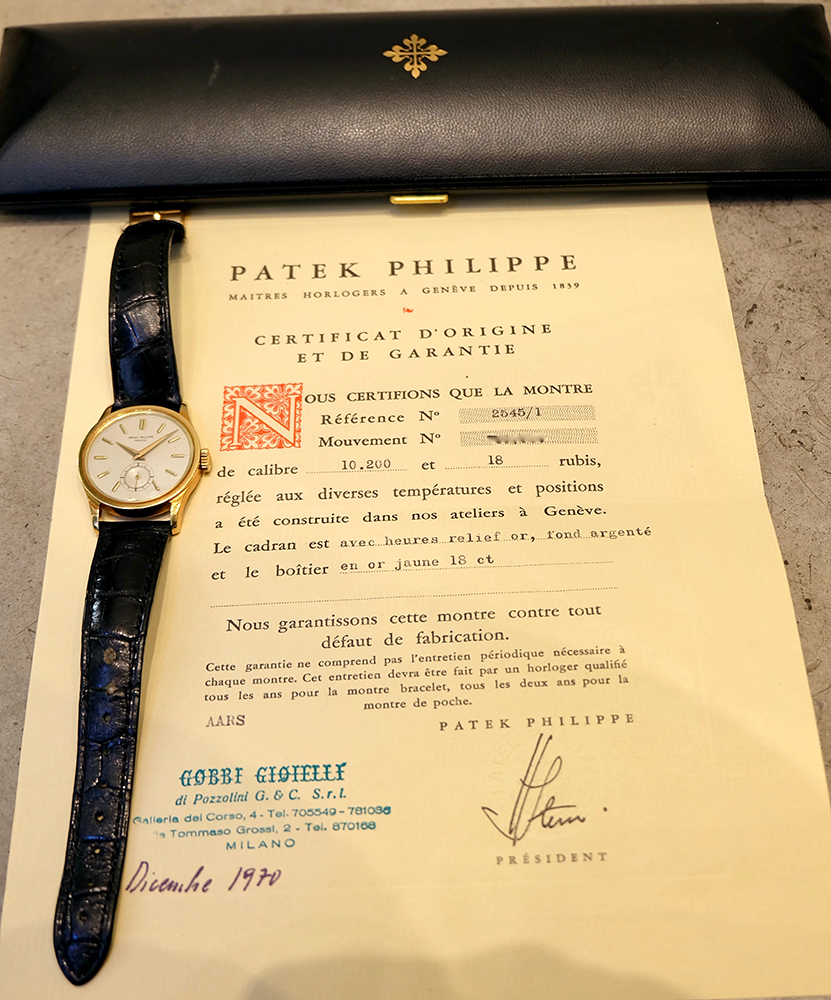 PATEK PHILIPPE
MAITRES HORLOGERS A GENÈVE DEPUIS 1839
CERTIFICAT D'ORIGINE
ET DE GARANTIE
NOUS CERTIFIONS QUE LA MONTRE
Référence No 2545/1
Mouvement No
de calibre 10.200 et 18 rubis,
réglée aux diverses températures et positions
a été construite dans nos ateliers à Genève.
Le cadran est avec heures relief or, fond argenté
et le boîtier en or jaune 18 ct
Nous garantissons cette montre contre tout
défaut de fabrication.
Cette garantie ne comprend pas l'entretien périodique nécessaire à
chaque montre. Cet entretien devra être fait par un horloger qualifié
tous les ans pour la montre bracelet, tous les deux ans pour la
montre de poche.
AARS
PATEK PHILIPPE
GOBBI GIOIELLI
di Pozzolini G. & C. S.r.l.
Galleria del Corso, 4 - Tel. 705549 - 781036
Tommaso Grossi, 2 - Tel. 870168
MILANO
Dicembre 1970
Stern
PRÉSIDENT
PATEK PHILIPPE